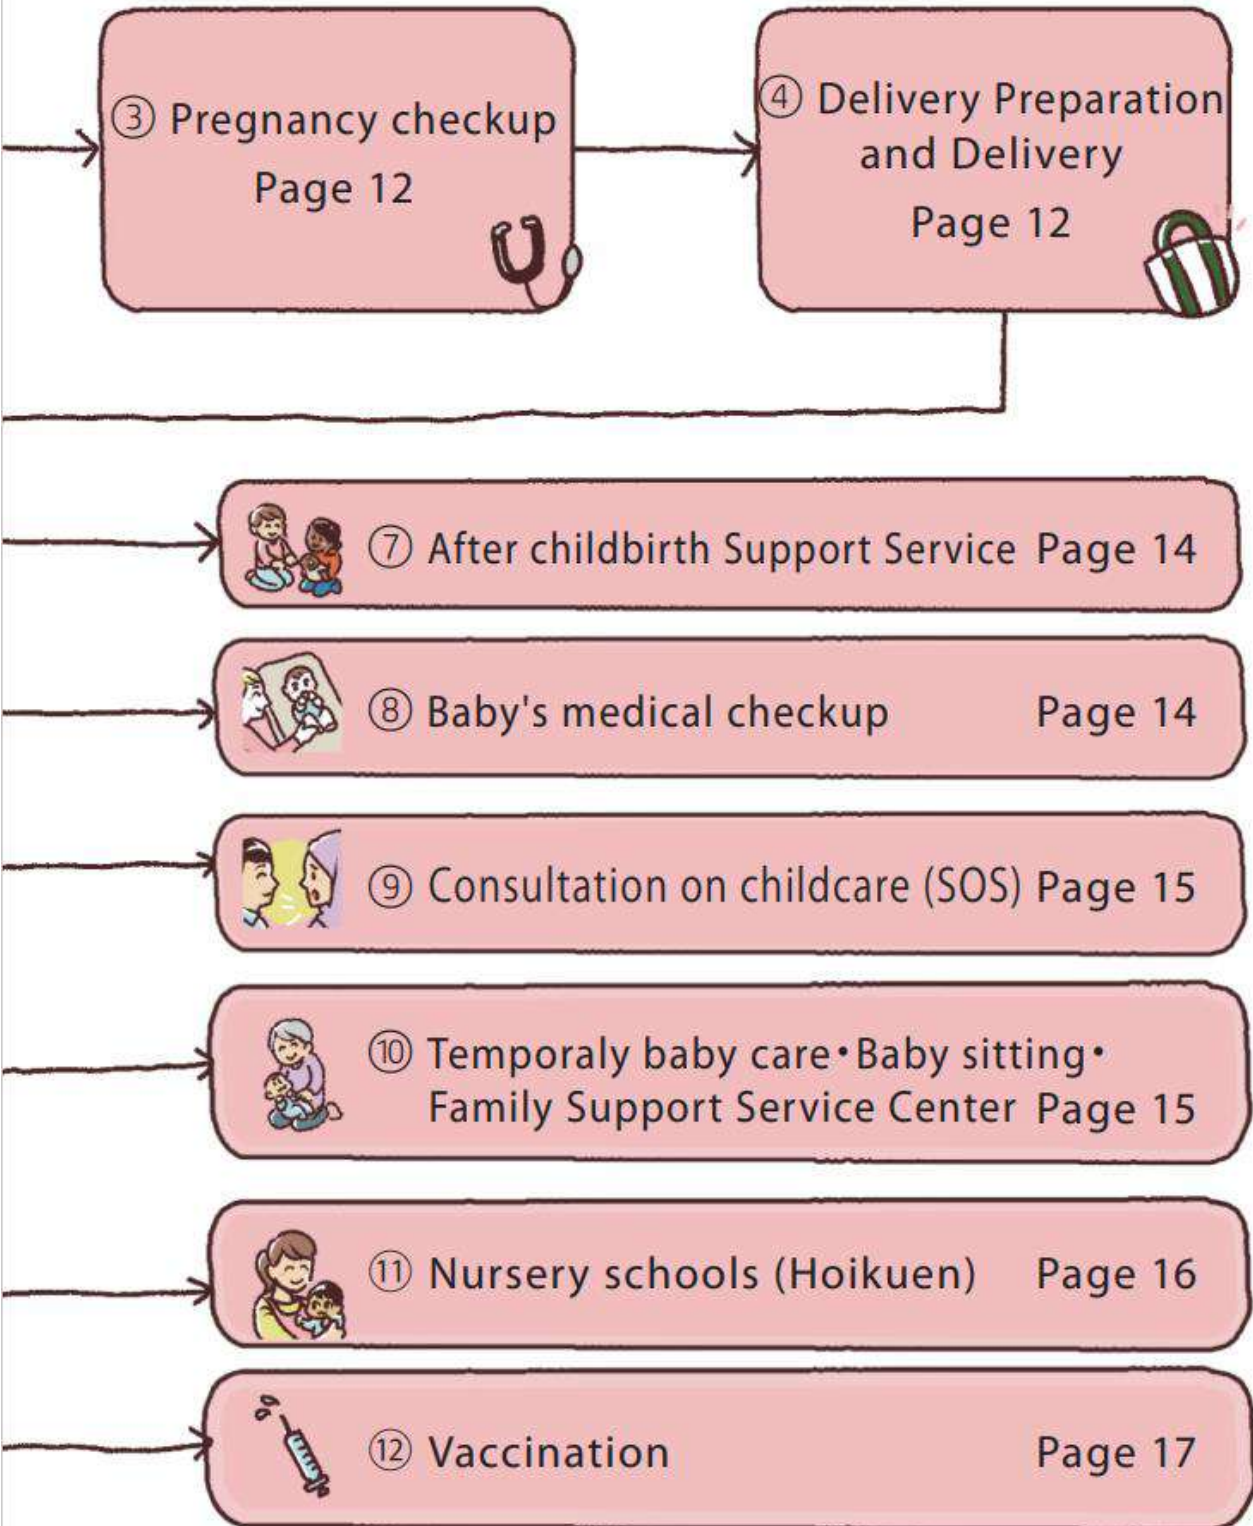 ③ Pregnancy checkup
Page 12
④ Delivery Preparation
and Delivery
Page 12
⑦ After childbirth Support Service Page 14
⑧ Baby's medical checkup Page 14
⑨ Consultation on childcare (SOS) Page 15
⑩ Temporaly baby care・Baby sitting・
Family Support Service Center Page 15
⑪ Nursery schools (Hoikuen) Page 16
⑫ Vaccination Page 17